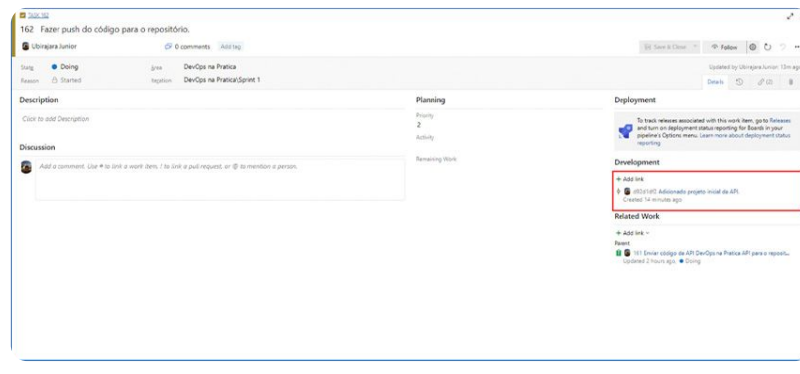 TASK 162
162 Fazer push do código para o repositório.
Ubirajara Junior
0 comments
Add tag
Save & Close
Follow
State
Doing
Area
DevOps na Pratica
Updated by Ubirajara Junior: 13m ago
Reason
Started
Iteration
DevOps na Pratica\Sprint 1
Details
Description
Click to add Description
Discussion
Add a comment. Use # to link a work item, ! to link a pull request, or @ to mention a person.
Planning
Priority
2
Activity
Remaining Work
Deployment
To track releases associated with this work item, go to Releases
and turn on deployment status reporting for Boards in your
pipeline's Options menu. Learn more about deployment status
reporting
Development
+ Add link
Adicionado projeto inicial da API.
Created 14 minutes ago
Related Work
+ Add link
Parent
161 Enviar código da API DevOps na Pratica API para o reposit...
Updated 2 hours ago, Doing